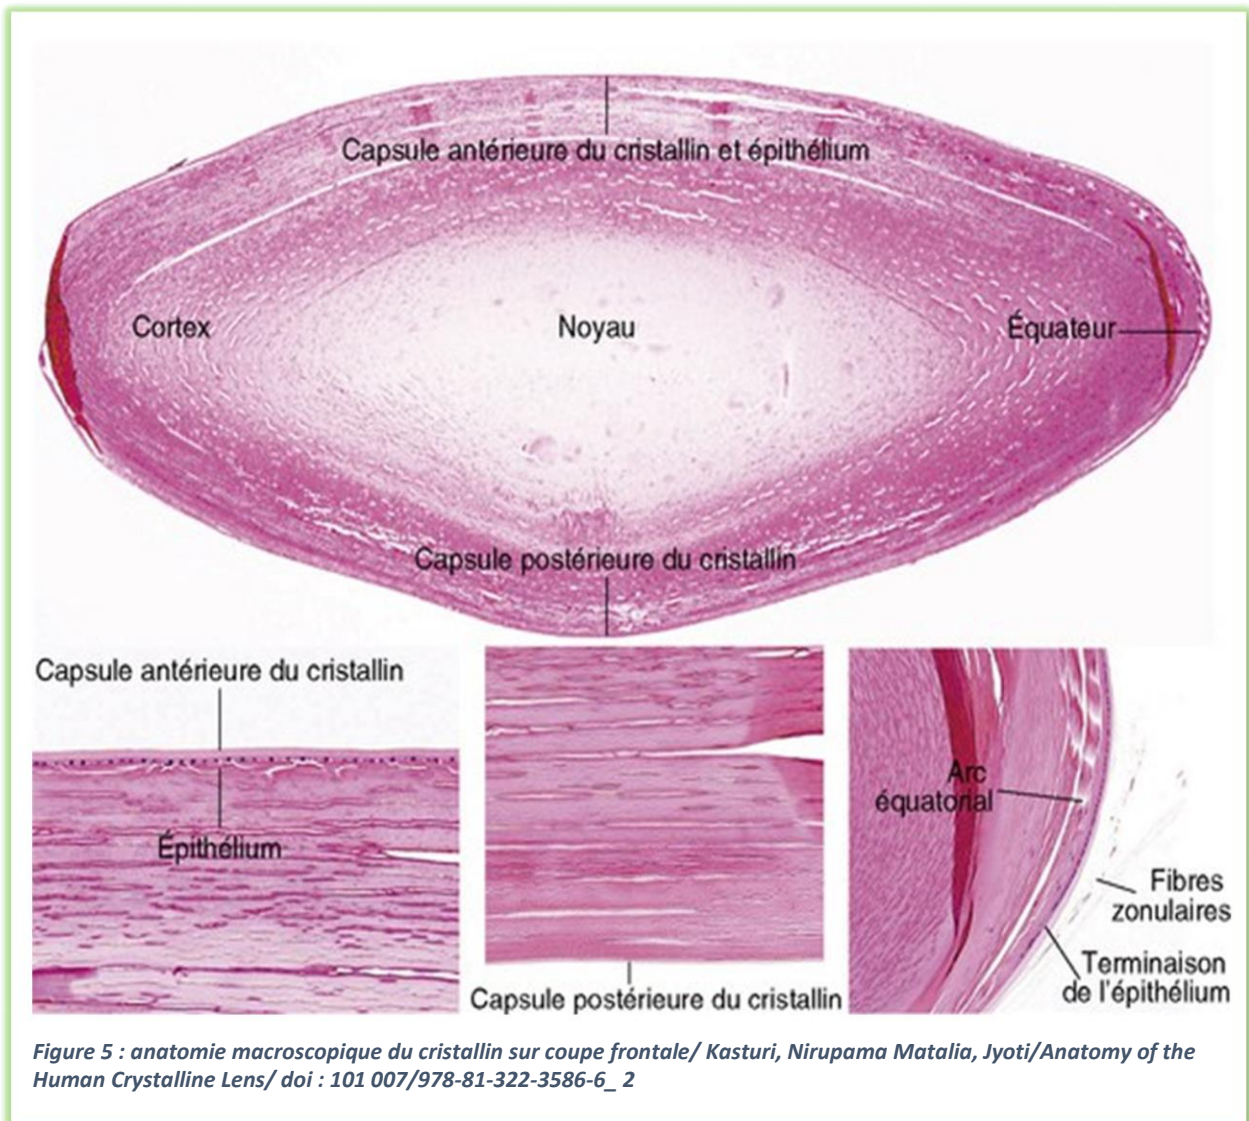 Capsule antérieure du cristallin et épithélium
Cortex
Noyau
Équateur
Capsule postérieure du cristallin
Capsule antérieure du cristallin
Épithélium
Capsule postérieure du cristallin
Arc
équatorial
Fibres
zonulaires
Terminaison
de l'épithélium
Figure 5 : anatomie macroscopique du cristallin sur coupe frontale/ Kasturi, Nirupama Matalia, Jyoti/Anatomy of the
Human Crystalline Lens/ doi : 101 007/978-81-322-3586-6_ 2